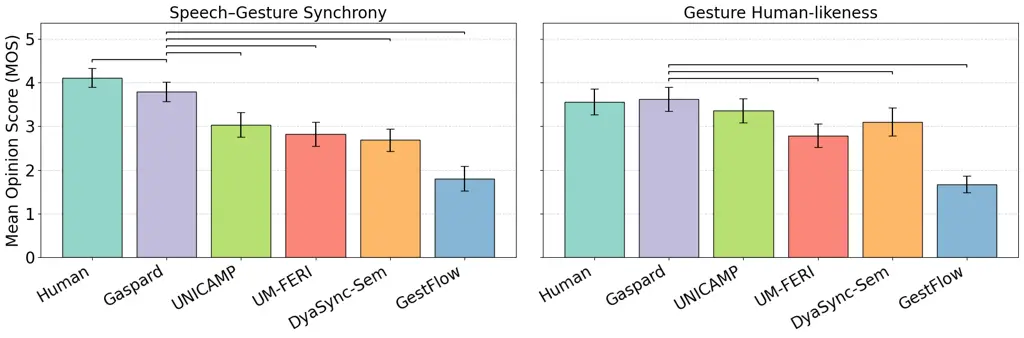 Speech–Gesture Synchrony
Mean Opinion Score (MOS)
5
4
3
2
1
0
Human
Gaspard
UNICAMP
UM-FERI
DyaSync-Sem
GestFlow
Gesture Human-likeness
Human
Gaspard
UNICAMP
UM-FERI
DyaSync-Sem
GestFlow